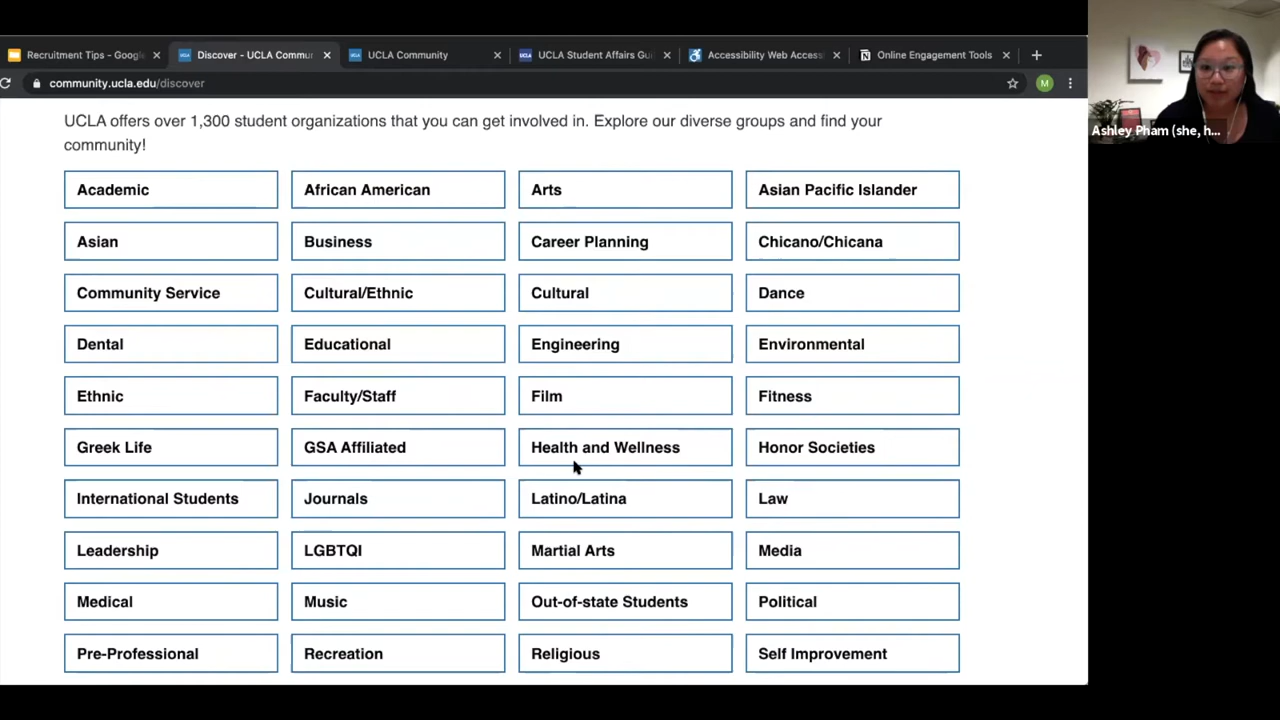 Recruitment Tips - Google
Discover - UCLA Commu
UCLA Community
UCLA Student Affairs Gui
Accessibility Web Access
Online Engagement Tools
community.ucla.edu/discover
M
Ashley Pham (she, h...
UCLA offers over 1,300 student organizations that you can get involved in. Explore our diverse groups and find your
community!
Academic African American Arts Asian Pacific Islander
Asian Business Career Planning Chicano/Chicana
Community Service Cultural/Ethnic Cultural Dance
Dental Educational Engineering Environmental
Ethnic Faculty/Staff Film Fitness
Greek Life GSA Affiliated Health and Wellness Honor Societies
International Students Journals Latino/Latina Law
Leadership LGBTQI Martial Arts Media
Medical Music Out-of-state Students Political
Pre-Professional Recreation Religious Self Improvement